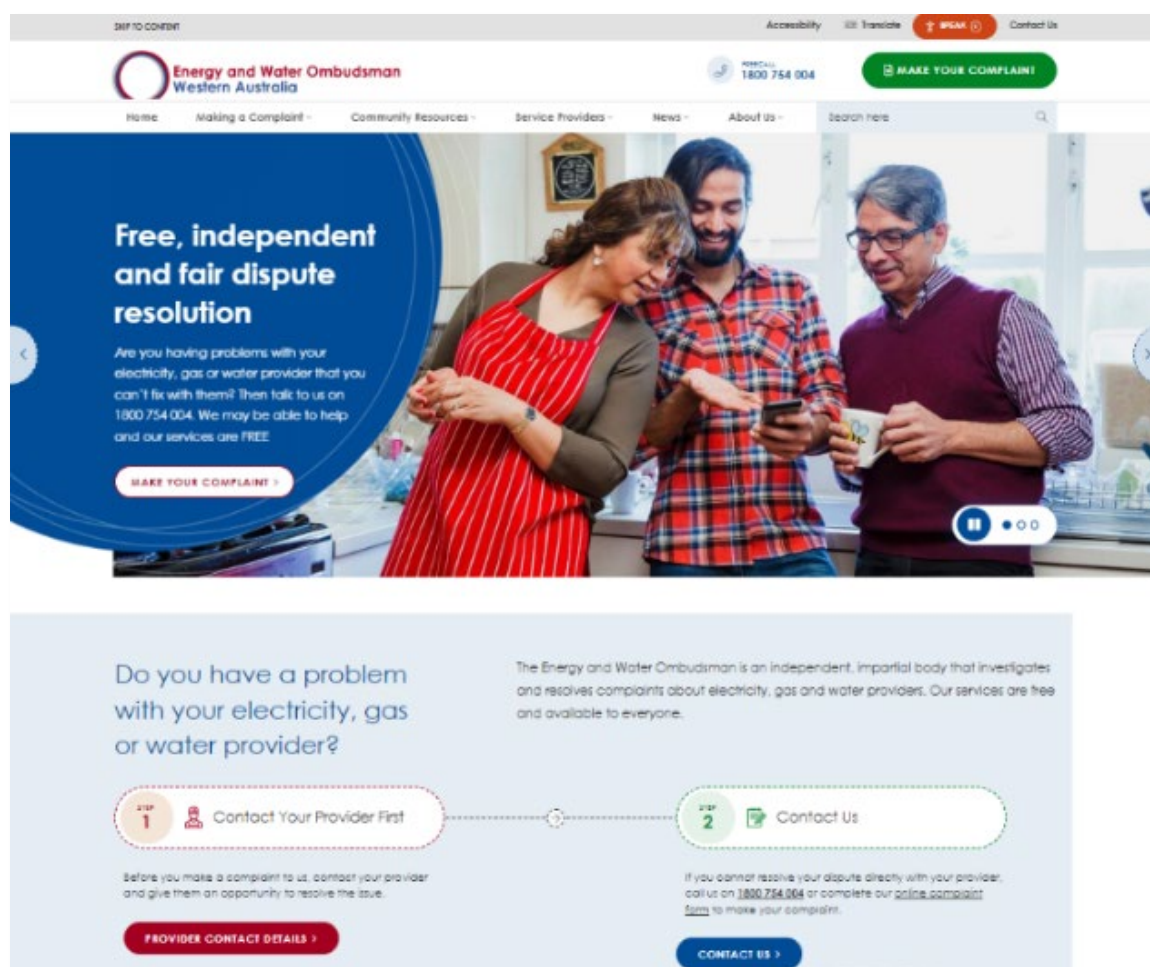 SKIP TO CONTENT
Accessibility
Translate
SPEAK
Contact Us
Energy and Water Ombudsman
Western Australia
FREECALL
1800 754 004
MAKE YOUR COMPLAINT
Home
Making a Complaint
Community Resources
Service Providers
News
About Us
Search here
Free, independent
and fair dispute
resolution
Are you having problems with your
electricity, gas or water provider that you
can't fix with them? Then talk to us on
1800 754 004. We may be able to help
and our services are FREE
MAKE YOUR COMPLAINT >
Do you have a problem
with your electricity, gas
or water provider?
The Energy and Water Ombudsman is an independent, impartial body that investigates
and resolves complaints about electricity, gas and water providers. Our services are free
and available to everyone.
STEP
1
Contact Your Provider First
STEP
2
Contact Us
Before you make a complaint to us, contact your provider
and give them an opportunity to resolve the issue.
If you cannot resolve your dispute directly with your provider,
call us on 1800 754 004 or complete our online complaint
form to make your complaint.
PROVIDER CONTACT DETAILS >
CONTACT US >